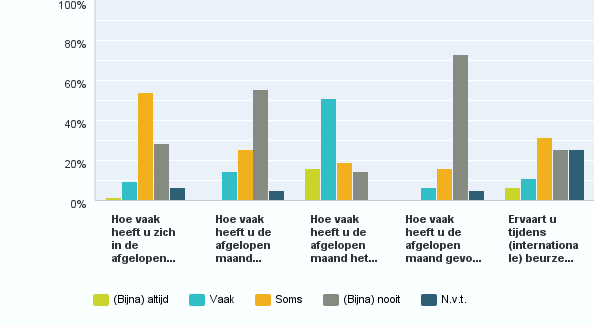 100%
80%
60%
40%
20%
0%
Hoe vaak
heeft u zich
in de
afgelopen...
Hoe vaak
heeft u de
afgelopen
maand...
Hoe vaak
heeft u de
afgelopen
maand het...
Hoe vaak
heeft u de
afgelopen
maand gevo...
Ervaart u
tijdens
(internationa
le) beurze...
(Bijna) altijd
Vaak
Soms
(Bijna) nooit
N.v.t.